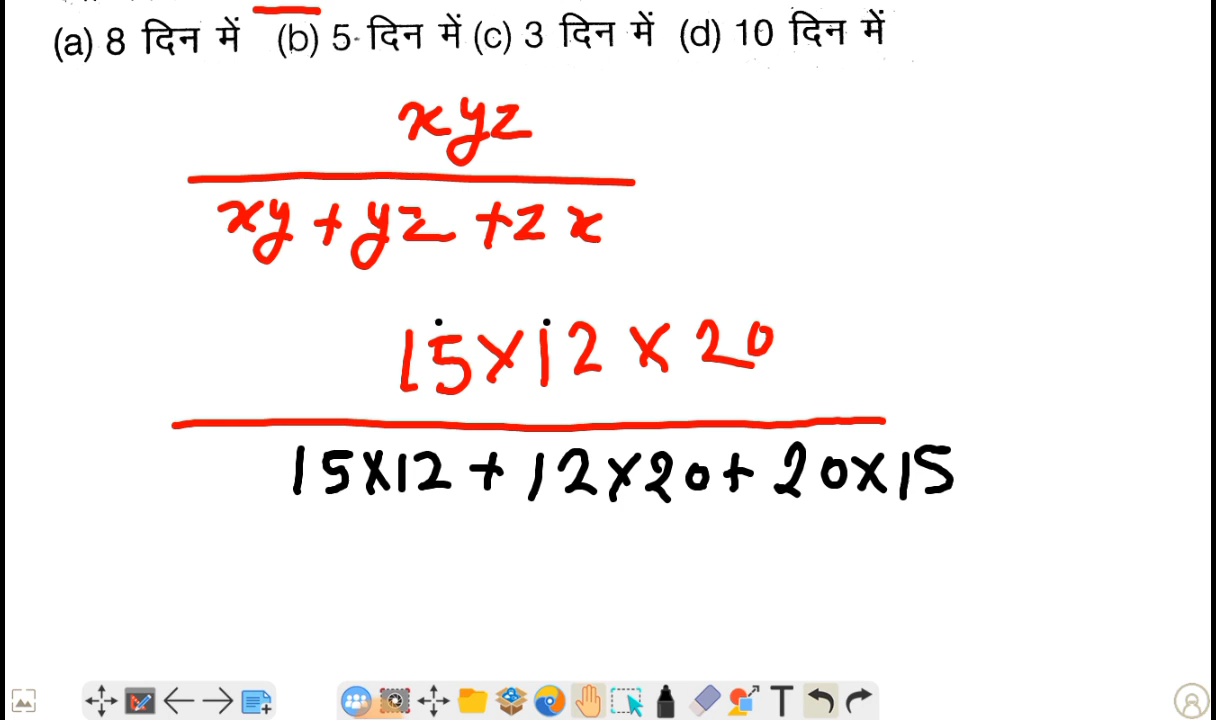 (a) 8 दिन में (b) 5 दिन में (c) 3 दिन में (d) 10 दिन में
xyz
xy + yz + zx
15 × 12 × 20
15×12 + 12×20 + 20×15
T